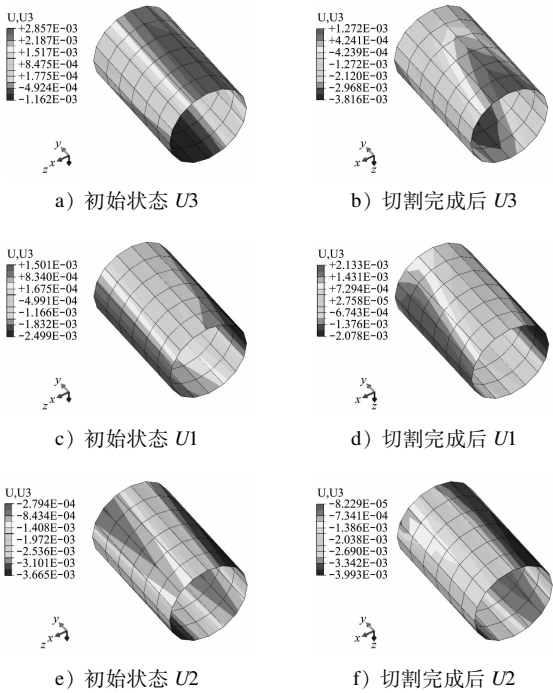 U,U3
+2.857E-03
+2.187E-03
+1.517E-03
+8.475E-04
+1.775E-04
-4.924E-04
-1.162E-03
y
x
z
a）初始状态 U3
U,U3
+1.272E-03
+4.241E-04
-4.239E-04
-1.272E-03
-2.120E-03
-2.968E-03
-3.816E-03
y
x
z
b）切割完成后 U3
U,U3
+1.501E-03
+8.340E-04
+1.675E-04
-4.991E-04
-1.166E-03
-1.832E-03
-2.499E-03
y
x
z
c）初始状态 U1
U,U3
+2.133E-03
+1.431E-03
+7.294E-04
+2.758E-05
-6.743E-04
-1.376E-03
-2.078E-03
y
x
z
d）切割完成后 U1
U,U3
-2.794E-04
-8.434E-04
-1.408E-03
-1.972E-03
-2.536E-03
-3.101E-03
-3.665E-03
y
x
z
e）初始状态 U2
U,U3
-8.229E-05
-7.341E-04
-1.386E-03
-2.038E-03
-2.690E-03
-3.342E-03
-3.993E-03
y
x
z
f）切割完成后 U2